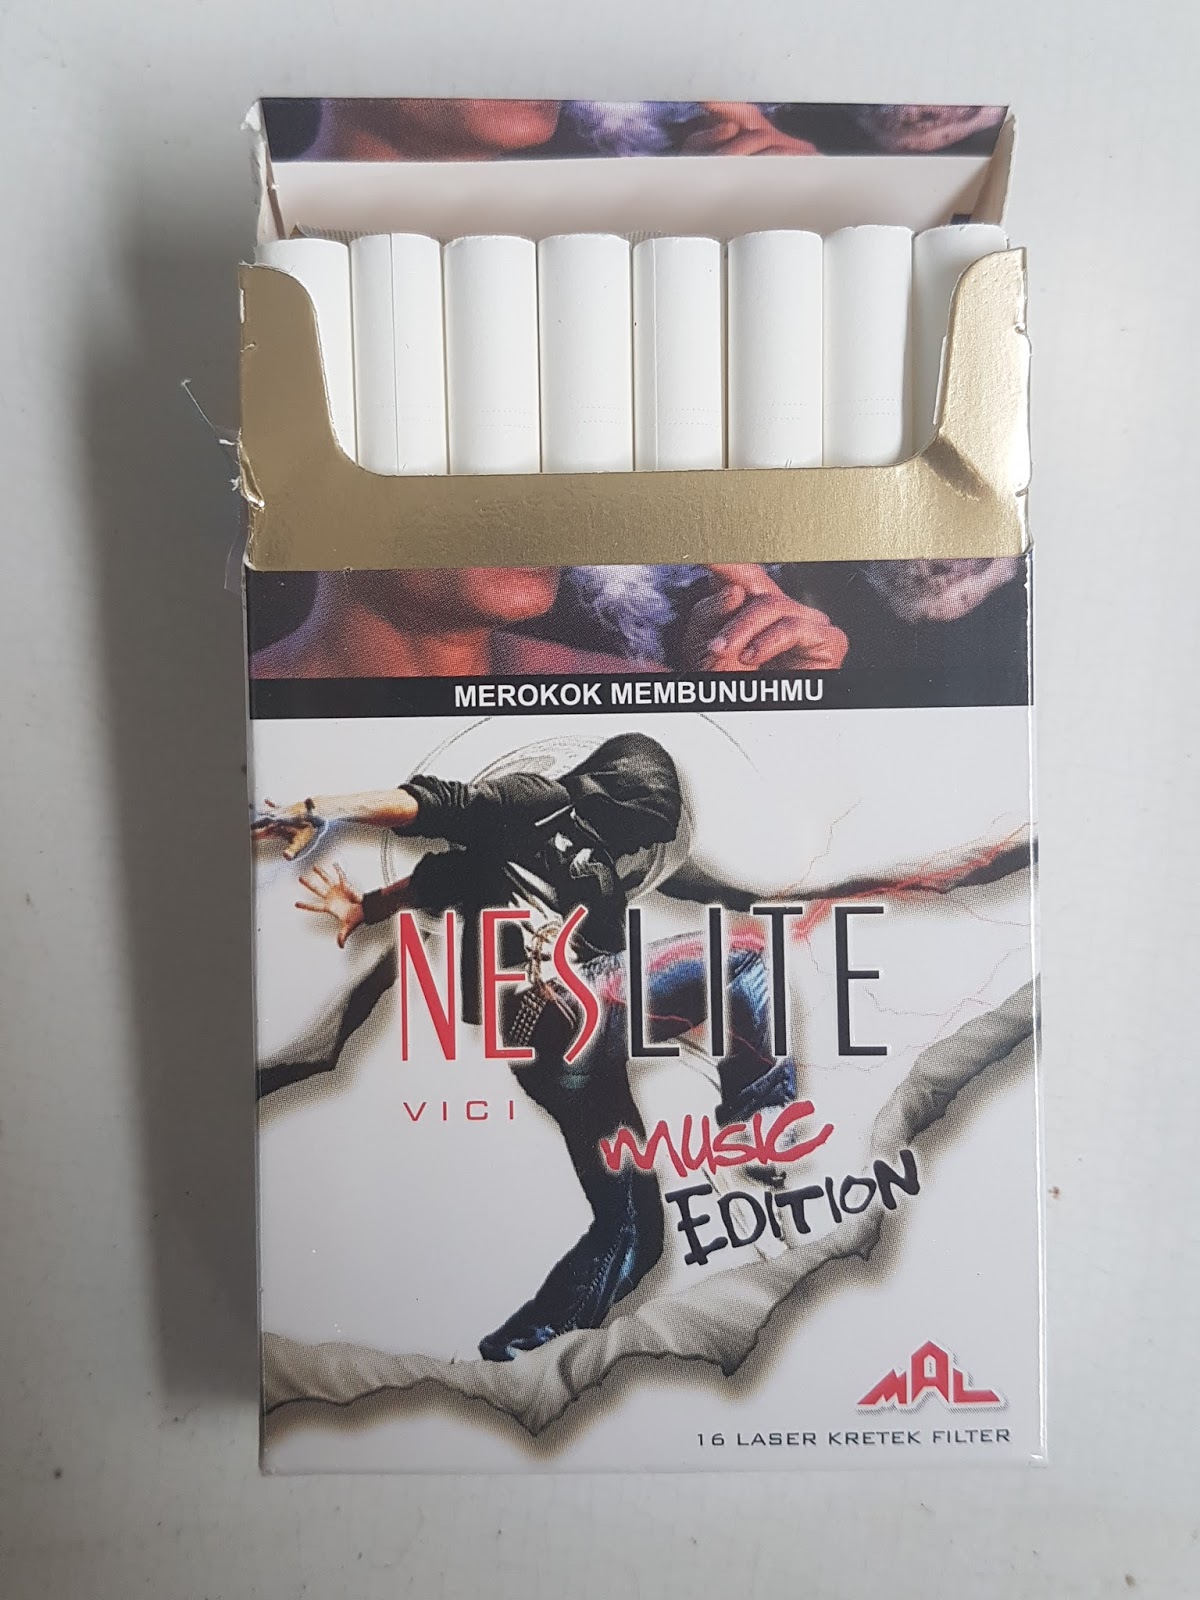 MEROKOK MEMBUNUHMU
NESLITE
VICI
MUSIC
EDITION
MAL
16 LASER KRETEK FILTER